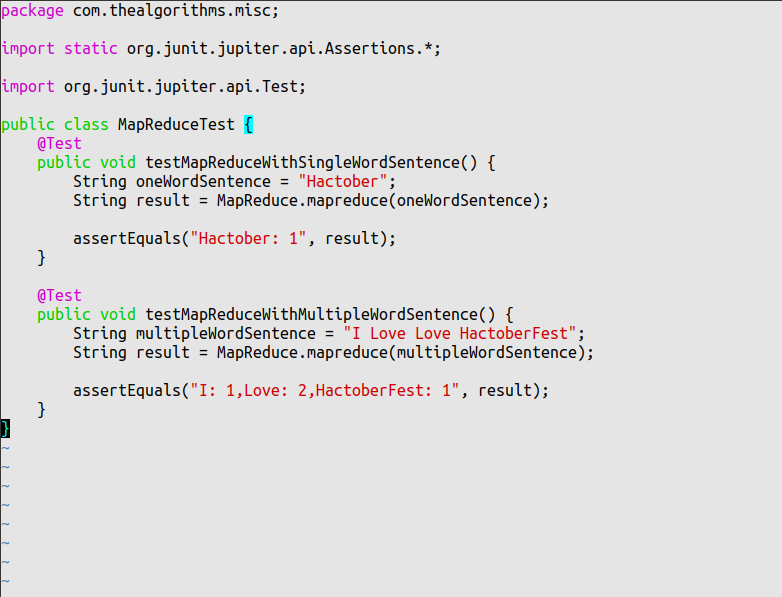 package com.thealgorithms.misc;
import static org.junit.jupiter.api.Assertions.*;
import org.junit.jupiter.api.Test;
public class MapReduceTest {
    @Test
    public void testMapReduceWithSingleWordSentence() {
        String oneWordSentence = "Hactober";
        String result = MapReduce.mapreduce(oneWordSentence);
        assertEquals("Hactober: 1", result);
    }
    @Test
    public void testMapReduceWithMultipleWordSentence() {
        String multipleWordSentence = "I Love Love HactoberFest";
        String result = MapReduce.mapreduce(multipleWordSentence);
        assertEquals("I: 1,Love: 2,HactoberFest: 1", result);
    }
}
~
~
~
~
~
~
~
~